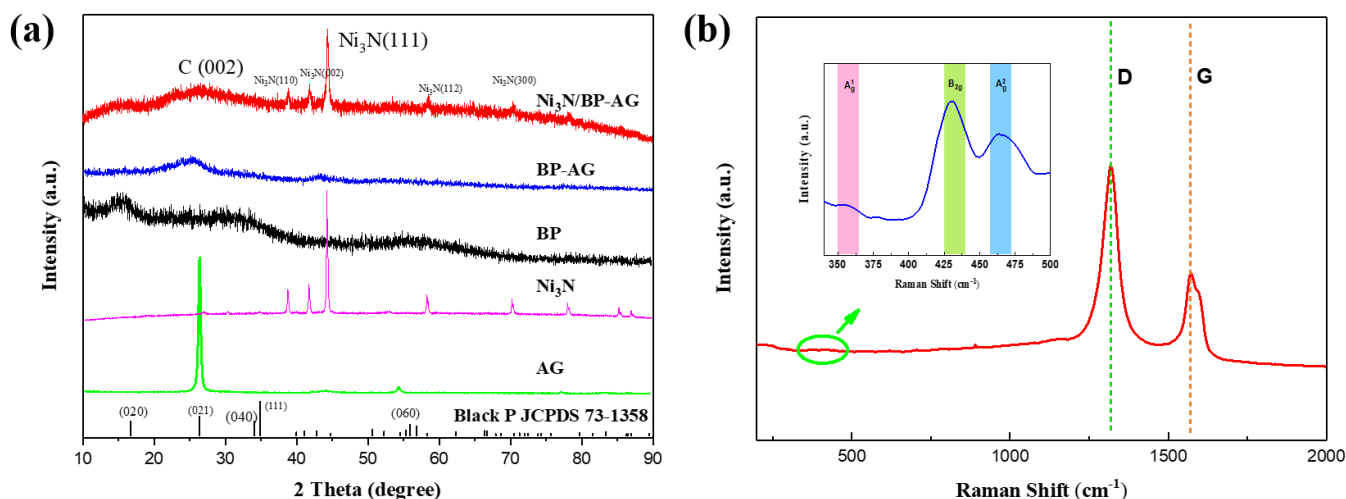 (a)
Ni₃N(111)
C (002)
Ni₃N(110)
Ni₃N(002)
Ni₃N(112)
Ni₃N(300)
Ni₃N/BP-AG
BP-AG
BP
Ni₃N
AG
Black P JCPDS 73-1358
(020)
(021)
(040)
(111)
(060)
Intensity (a.u.)
10 20 30 40 50 60 70 80 90
2 Theta (degree)
(b)
D
G
A¹g
B₂g
A²g
Intensity (a.u.)
350 375 400 425 450 475 500
Raman Shift (cm⁻¹)
Intensity (a.u.)
500 1000 1500 2000
Raman Shift (cm⁻¹)